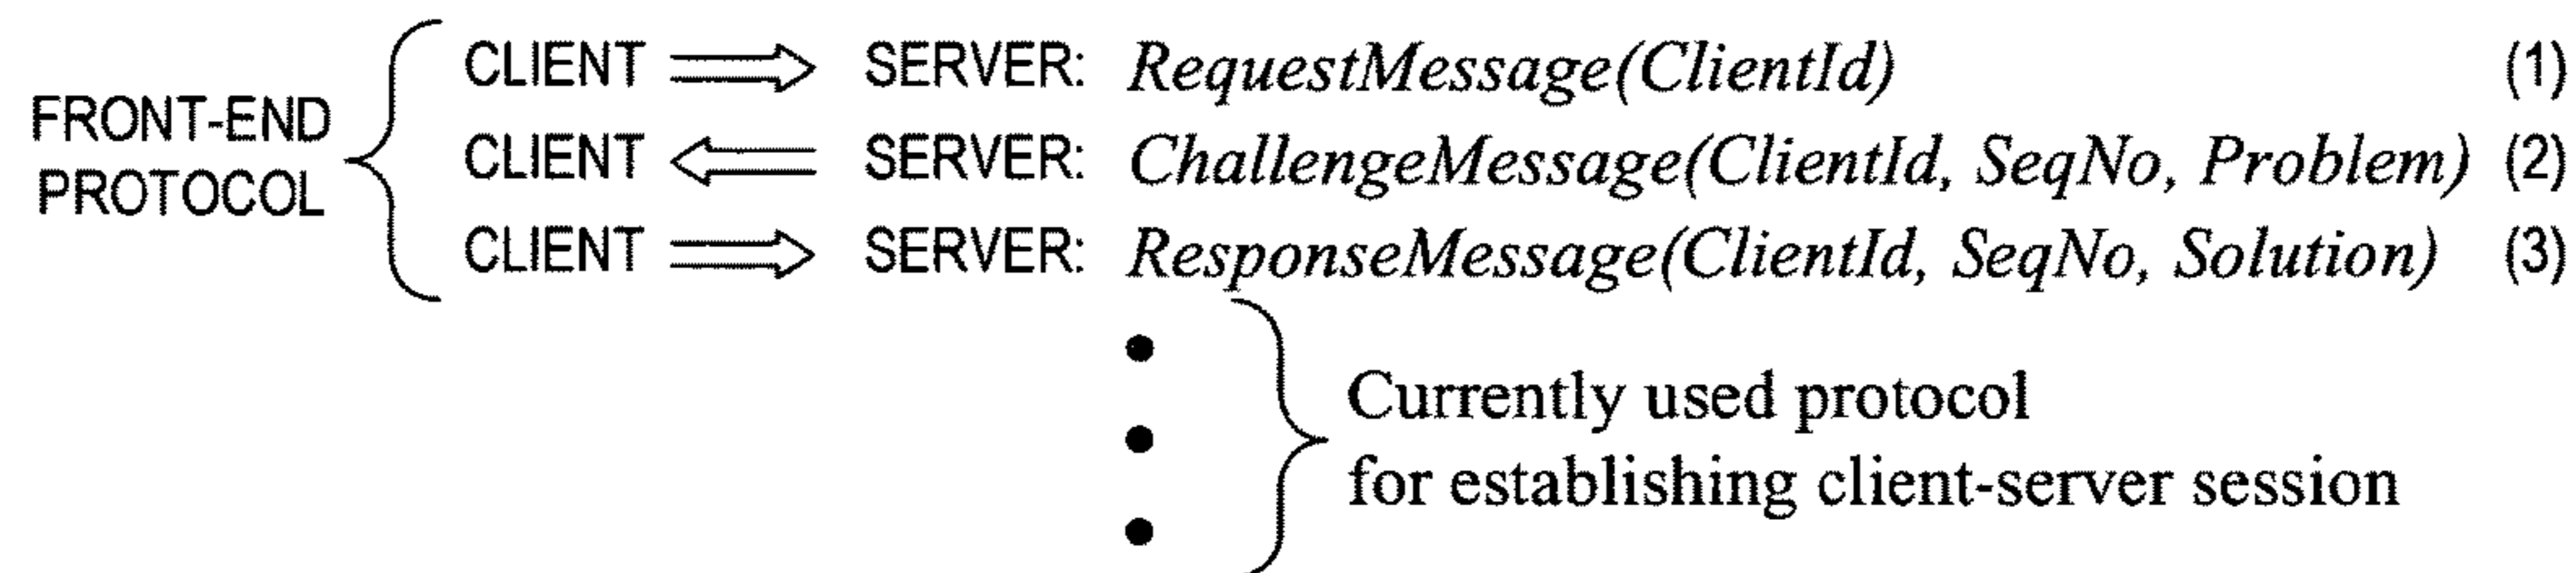 FRONT-END
PROTOCOL
CLIENT ⟹ SERVER: RequestMessage(ClientId) (1)
CLIENT ⟸ SERVER: ChallengeMessage(ClientId, SeqNo, Problem) (2)
CLIENT ⟹ SERVER: ResponseMessage(ClientId, SeqNo, Solution) (3)
Currently used protocol
for establishing client-server session